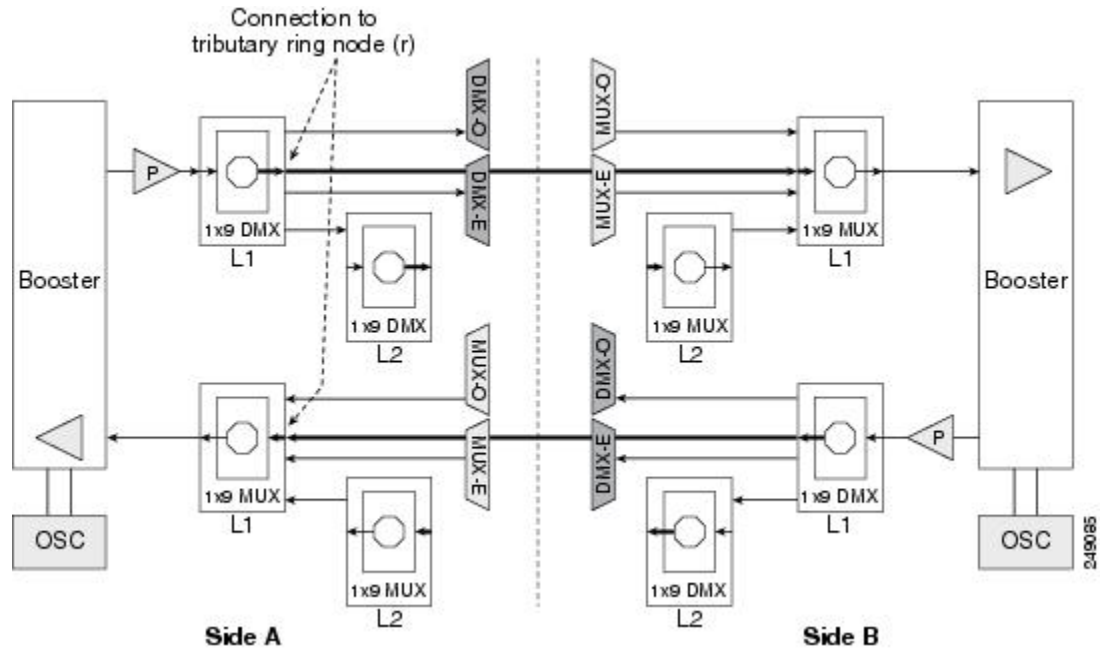 Connection to
tributary ring node (r)
DMX-O
MUX-O
P
DMX-E
MUX-E
1x9 DMX
L1
1x9 MUX
L1
Booster
Booster
1x9 DMX
L2
1x9 MUX
L2
MUX-O
DMX-O
MUX-E
DMX-E
P
1x9 MUX
L1
1x9 DMX
L1
OSC
OSC
1x9 MUX
L2
1x9 DMX
L2
249085
Side A
Side B